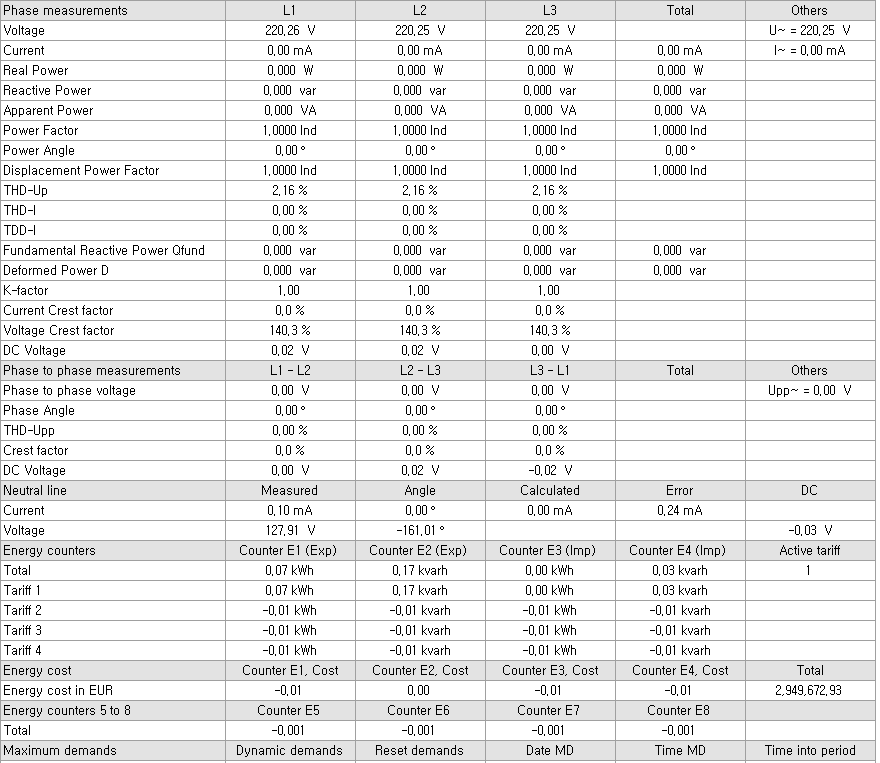 Phase measurements L1 L2 L3 Total Others
Voltage 220,26 V 220,25 V 220,25 V U~ = 220,25 V
Current 0,00 mA 0,00 mA 0,00 mA 0,00 mA I~ = 0,00 mA
Real Power 0,000 W 0,000 W 0,000 W 0,000 W
Reactive Power 0,000 var 0,000 var 0,000 var 0,000 var
Apparent Power 0,000 VA 0,000 VA 0,000 VA 0,000 VA
Power Factor 1,0000 Ind 1,0000 Ind 1,0000 Ind 1,0000 Ind
Power Angle 0,00 ° 0,00 ° 0,00 ° 0,00 °
Displacement Power Factor 1,0000 Ind 1,0000 Ind 1,0000 Ind 1,0000 Ind
THD-Up 2,16 % 2,16 % 2,16 %
THD-I 0,00 % 0,00 % 0,00 %
TDD-I 0,00 % 0,00 % 0,00 %
Fundamental Reactive Power Qfund 0,000 var 0,000 var 0,000 var 0,000 var
Deformed Power D 0,000 var 0,000 var 0,000 var 0,000 var
K-factor 1,00 1,00 1,00
Current Crest factor 0,0 % 0,0 % 0,0 %
Voltage Crest factor 140,3 % 140,3 % 140,3 %
DC Voltage 0,02 V 0,02 V 0,00 V
Phase to phase measurements L1 - L2 L2 - L3 L3 - L1 Total Others
Phase to phase voltage 0,00 V 0,00 V 0,00 V Upp~ = 0,00 V
Phase Angle 0,00 ° 0,00 ° 0,00 °
THD-Upp 0,00 % 0,00 % 0,00 %
Crest factor 0,0 % 0,0 % 0,0 %
DC Voltage 0,00 V 0,02 V -0,02 V
Neutral line Measured Angle Calculated Error DC
Current 0,10 mA 0,00 ° 0,00 mA 0,24 mA
Voltage 127,91 V -161,01 ° -0,03 V
Energy counters Counter E1 (Exp) Counter E2 (Exp) Counter E3 (Imp) Counter E4 (Imp) Active tariff
Total 0,07 kWh 0,17 kvarh 0,00 kWh 0,03 kvarh 1
Tariff 1 0,07 kWh 0,17 kvarh 0,00 kWh 0,03 kvarh
Tariff 2 -0,01 kWh -0,01 kvarh -0,01 kWh -0,01 kvarh
Tariff 3 -0,01 kWh -0,01 kvarh -0,01 kWh -0,01 kvarh
Tariff 4 -0,01 kWh -0,01 kvarh -0,01 kWh -0,01 kvarh
Energy cost Counter E1, Cost Counter E2, Cost Counter E3, Cost Counter E4, Cost Total
Energy cost in EUR -0,01 0,00 -0,01 -0,01 2,949,672,93
Energy counters 5 to 8 Counter E5 Counter E6 Counter E7 Counter E8
Total -0,001 -0,001 -0,001 -0,001
Maximum demands Dynamic demands Reset demands Date MD Time MD Time into period